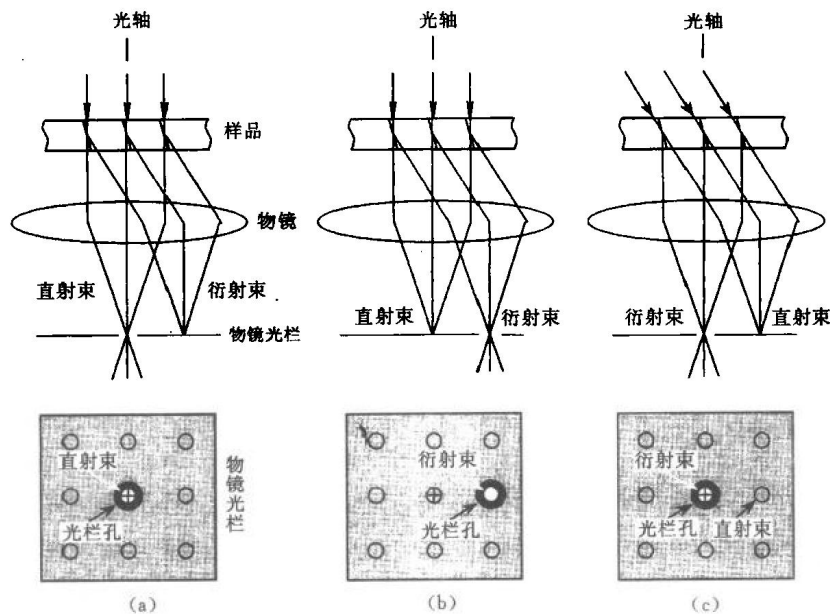 光轴
光轴
光轴
样品
物镜
直射束
衍射束
直射束
衍射束
衍射束
直射束
物镜光栏
直射束
光栏孔
物镜光栏
衍射束
光栏孔
衍射束
光栏孔
直射束
(a)
(b)
(c)